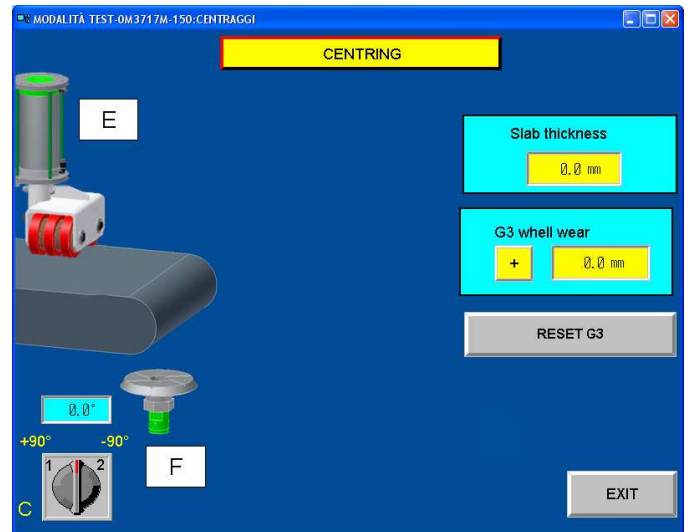 MODALITÀ TEST-0M3717M-150:CENTRAGGI
CENTRING
E
Slab thickness
0.0 mm
G3 whell wear
+
0.0 mm
RESET G3
0.0°
+90° -90°
1 2
C
F
EXIT